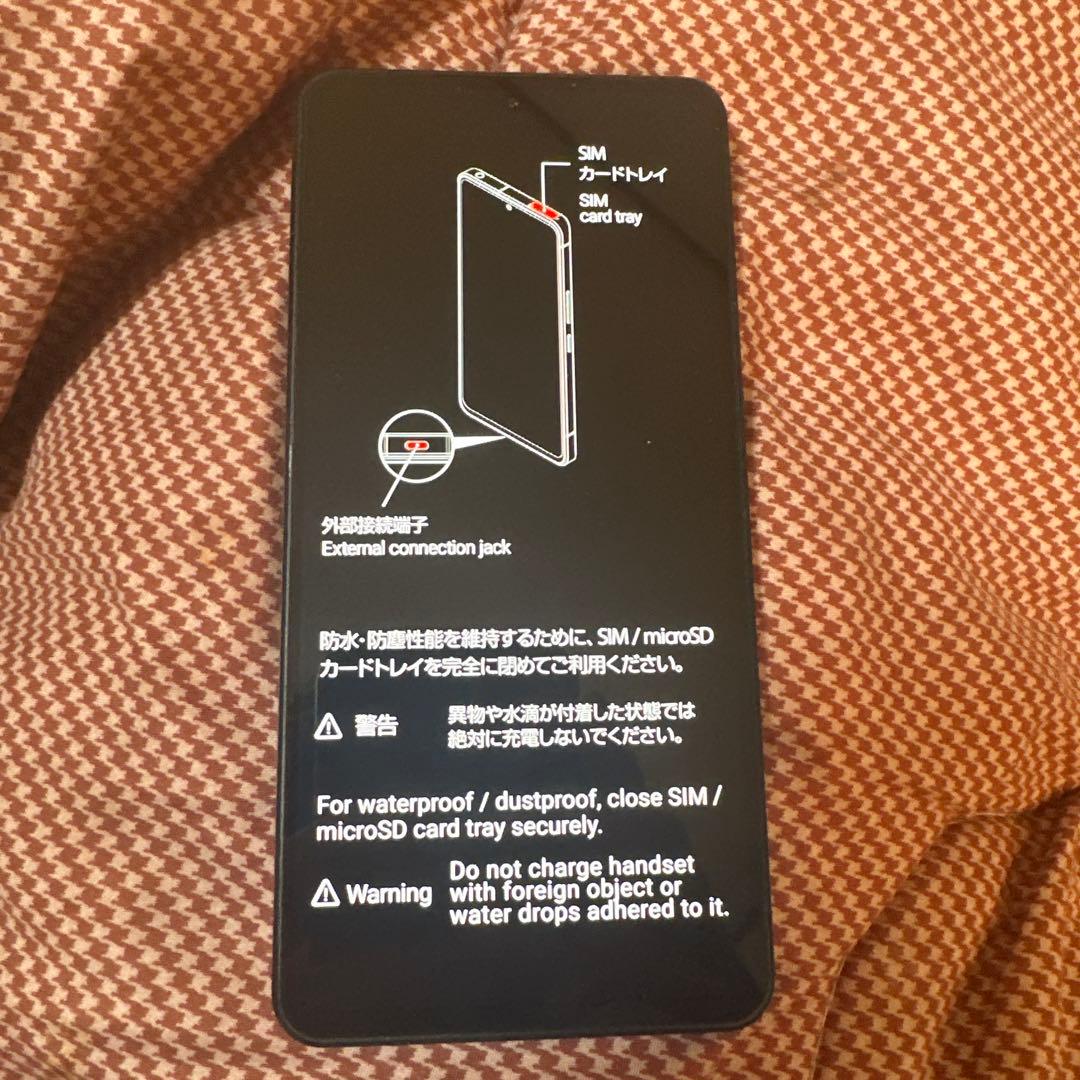 SIM
カードトレイ
SIM
card tray
外部接続端子
External connection jack
防水・防塵性能を維持するために、SIM / microSD
カードトレイを完全に閉めてご利用ください。
警告
異物や水滴が付着した状態では
絶対に充電しないでください。
For waterproof / dustproof, close SIM /
microSD card tray securely.
Warning
Do not charge handset
with foreign object or
water drops adhered to it.